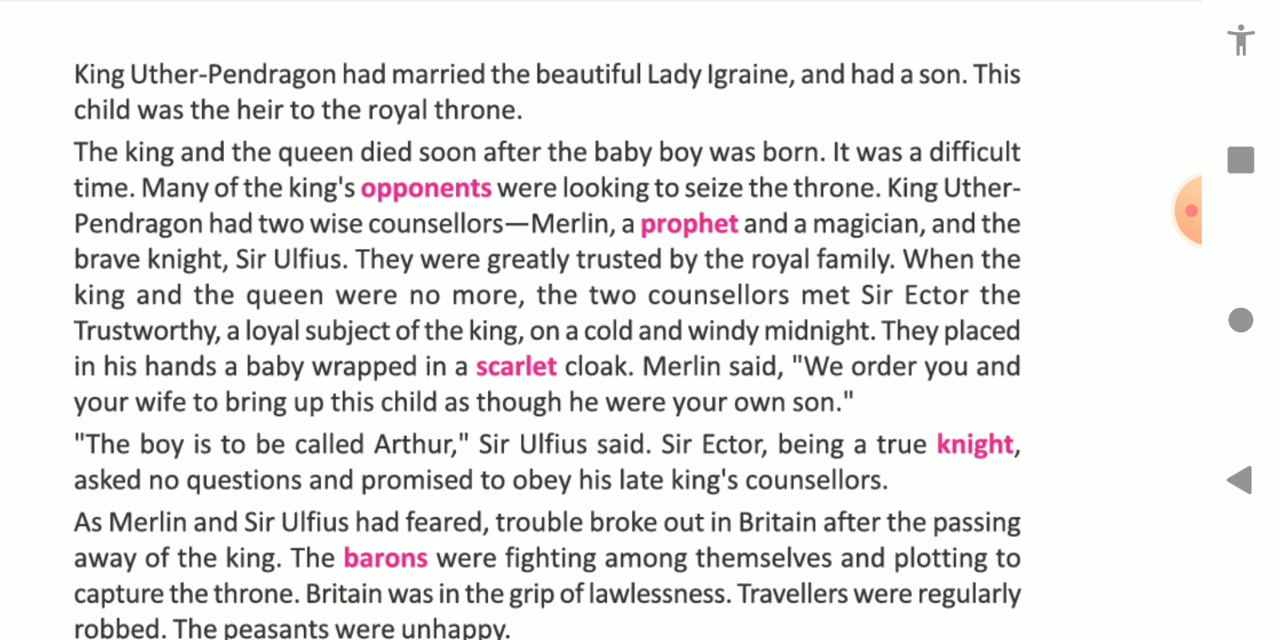 King Uther-Pendragon had married the beautiful Lady Igraine, and had a son. This
child was the heir to the royal throne.
The king and the queen died soon after the baby boy was born. It was a difficult
time. Many of the king's opponents were looking to seize the throne. King Uther-
Pendragon had two wise counsellors—Merlin, a prophet and a magician, and the
brave knight, Sir Ulfius. They were greatly trusted by the royal family. When the
king and the queen were no more, the two counsellors met Sir Ector the
Trustworthy, a loyal subject of the king, on a cold and windy midnight. They placed
in his hands a baby wrapped in a scarlet cloak. Merlin said, "We order you and
your wife to bring up this child as though he were your own son."
"The boy is to be called Arthur," Sir Ulfius said. Sir Ector, being a true knight,
asked no questions and promised to obey his late king's counsellors.
As Merlin and Sir Ulfius had feared, trouble broke out in Britain after the passing
away of the king. The barons were fighting among themselves and plotting to
capture the throne. Britain was in the grip of lawlessness. Travellers were regularly
robbed. The peasants were unhappy.